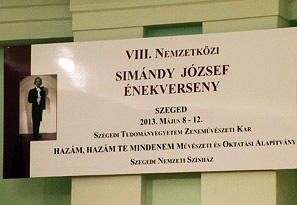 VIII. NEMZETKÖZI
SIMÁNDY JÓZSEF
ÉNEKVERSENY
SZEGED
2013. MÁJUS 8 - 12.
SZEGEDI TUDOMÁNYEGYETEM ZENEMŰVÉSZETI KAR
HAZÁM, HAZÁM TE MINDENEM MŰVÉSZETI ÉS OKTATÁSI ALAPÍTVÁNY
SZEGEDI NEMZETI SZÍNHÁZ